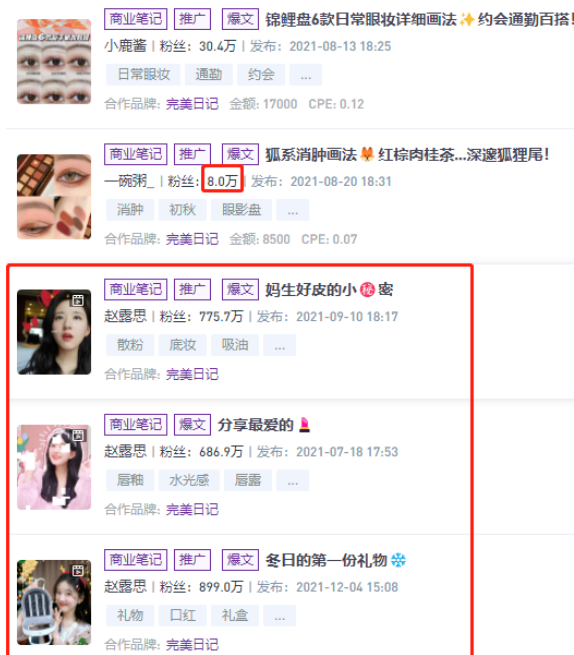 商业笔记 推广 爆文 锦鲤盘6款日常眼妆详细画法✨约会通勤百搭!
小鹿酱 | 粉丝: 30.4万 | 发布: 2021-08-13 18:25
日常眼妆 通勤 约会 ...
合作品牌: 完美日记 金额: 17000 CPE: 0.12
商业笔记 推广 爆文 狐系消肿画法🦊红棕肉桂茶...深邃狐狸尾!
一碗粥_ | 粉丝: 8.0万 | 发布: 2021-08-20 18:31
消肿 初秋 眼影盘 ...
合作品牌: 完美日记 金额: 8500 CPE: 0.07
商业笔记 推广 爆文 妈生好皮的小㊙️密
赵露思 | 粉丝: 775.7万 | 发布: 2021-09-10 18:17
散粉 底妆 吸油 ...
合作品牌: 完美日记
商业笔记 爆文 分享最爱的💄
赵露思 | 粉丝: 686.9万 | 发布: 2021-07-18 17:53
唇釉 水光感 唇露 ...
合作品牌: 完美日记
商业笔记 推广 爆文 冬日的第一份礼物❄️
赵露思 | 粉丝: 899.0万 | 发布: 2021-12-04 15:08
礼物 口红 礼盒 ...
合作品牌: 完美日记